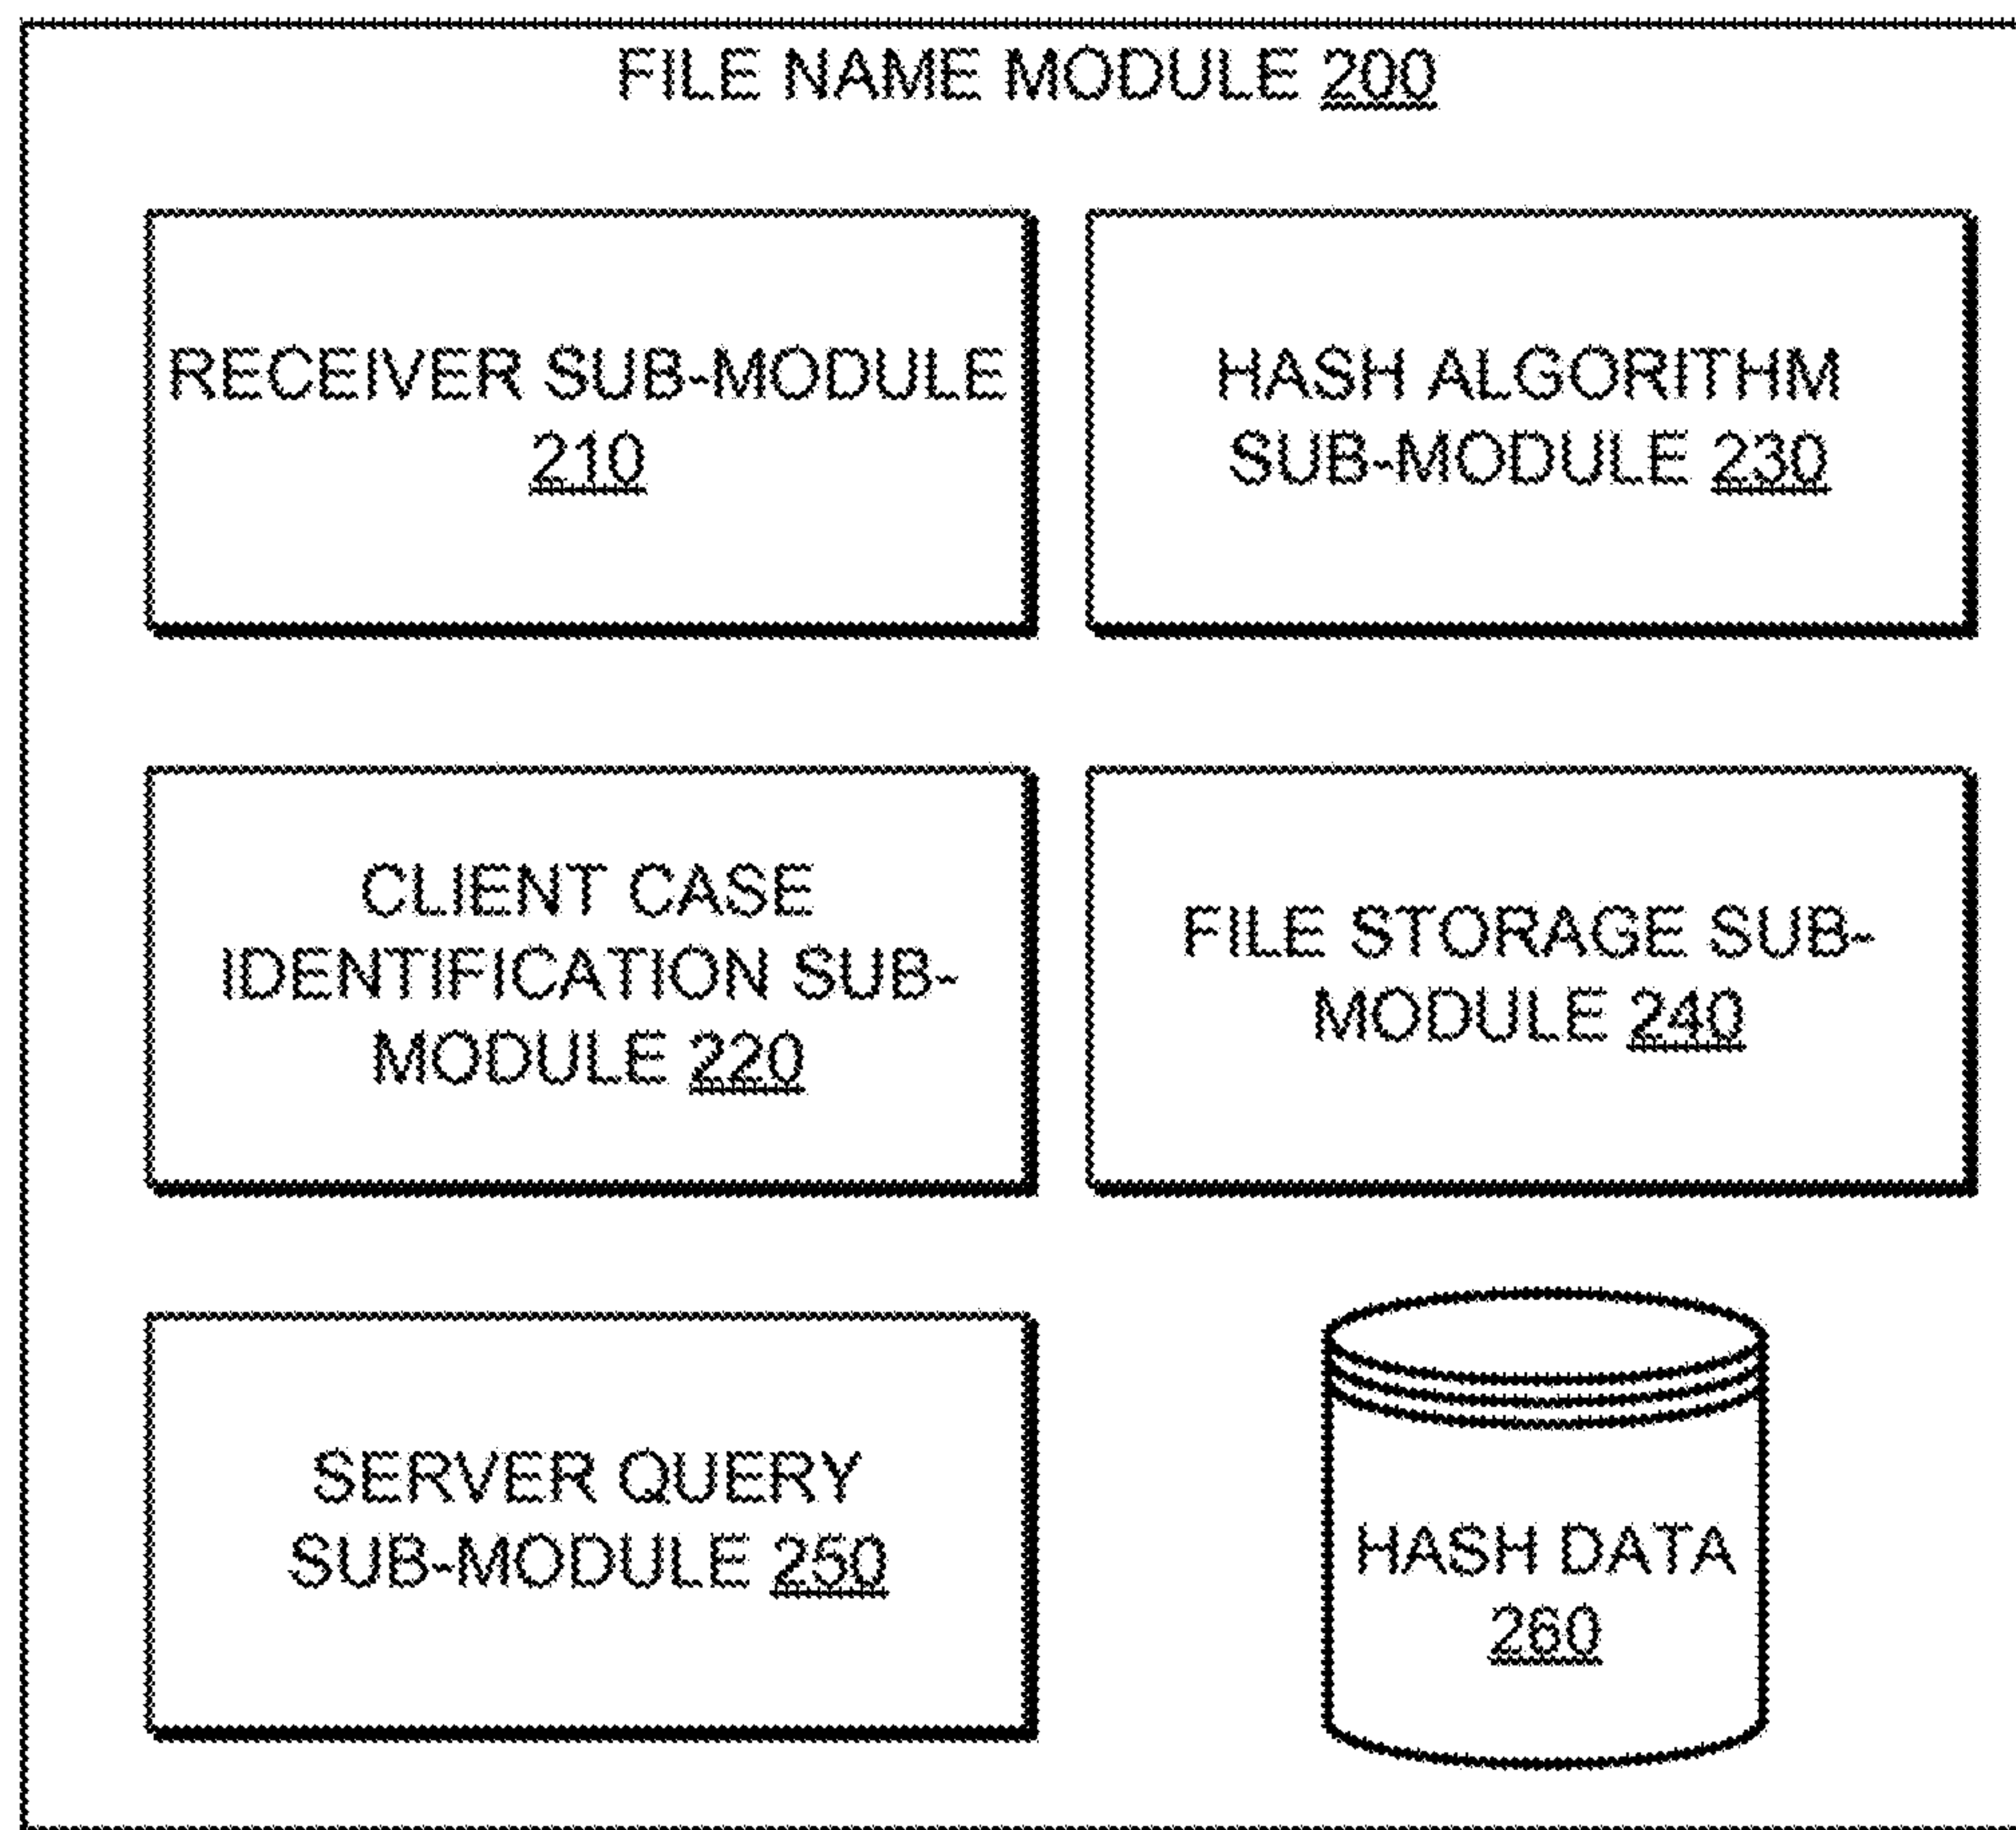 FILE NAME MODULE 200
RECEIVER SUB-MODULE
210
HASH ALGORITHM
SUB-MODULE 230
CLIENT CASE
IDENTIFICATION SUB-
MODULE 220
FILE STORAGE SUB-
MODULE 240
SERVER QUERY
SUB-MODULE 250
HASH DATA
260